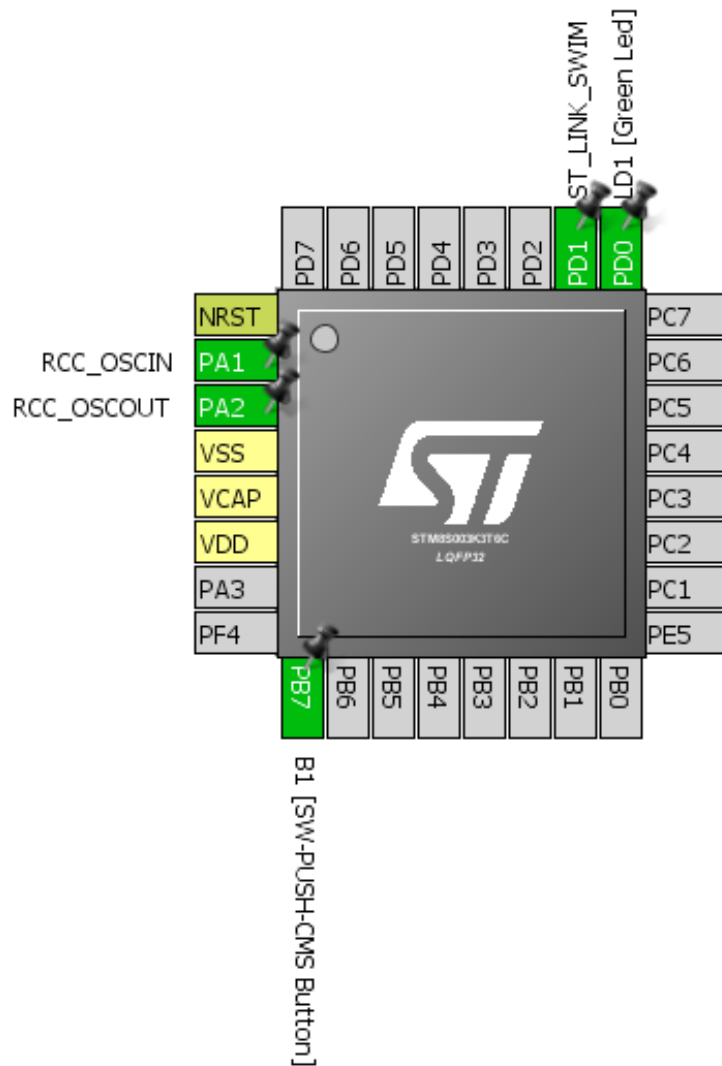 ST_LINK_SWIM
LD1 [Green Led]
PD7
PD6
PD5
PD4
PD3
PD2
PD1
PD0
NRST
RCC_OSCIN
PA1
RCC_OSCOUT
PA2
VSS
VCAP
VDD
PA3
PF4
PC7
PC6
PC5
PC4
PC3
PC2
PC1
PE5
ST
STM8S003K3T6C
LQFP32
PB7
PB6
PB5
PB4
PB3
PB2
PB1
PB0
B1 [SW-PUSH-CMS Button]